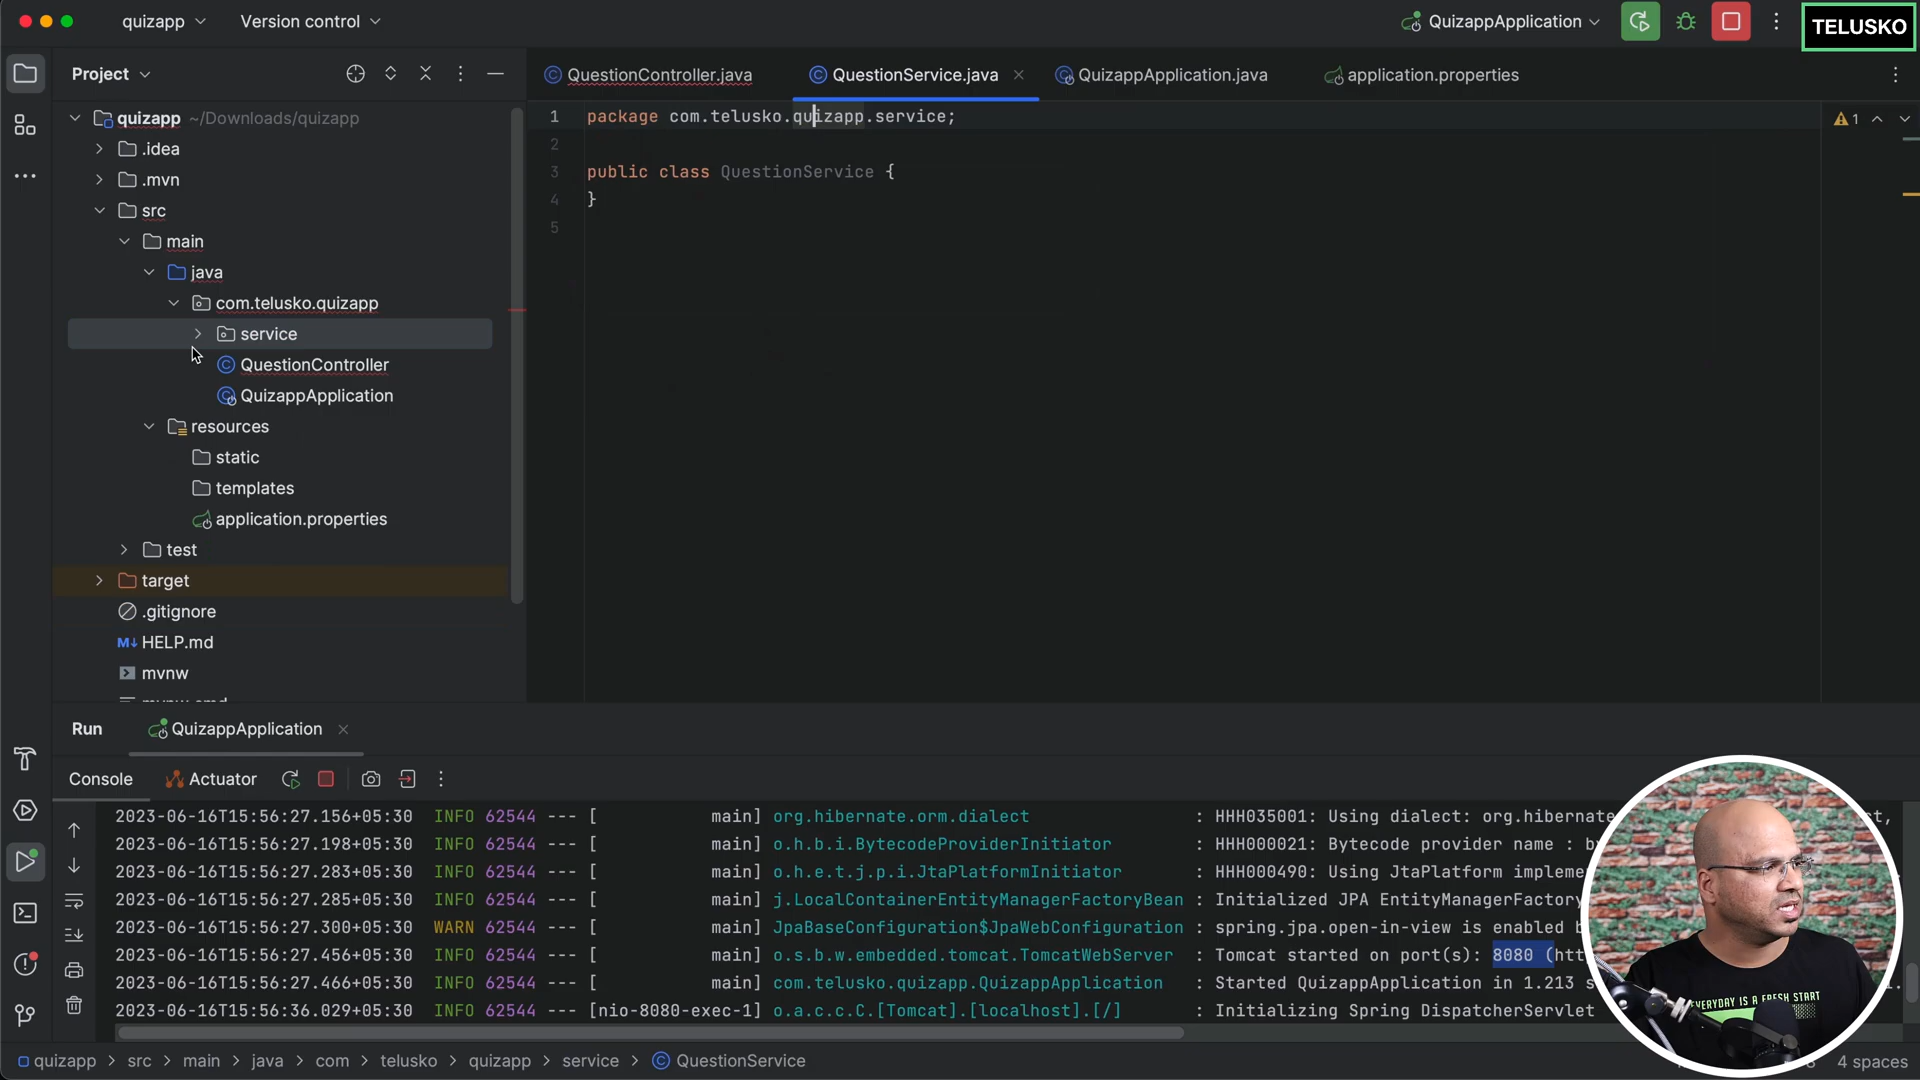 quizapp
Version control
QuizappApplication
TELUSKO
Project
QuestionController.java
QuestionService.java
QuizappApplication.java
application.properties
quizapp ~/Downloads/quizapp
.idea
.mvn
src
main
java
com.telusko.quizapp
service
QuestionController
QuizappApplication
resources
static
templates
application.properties
test
target
.gitignore
M↓ HELP.md
mvnw
1 package com.telusko.quizapp.service;
2
3 public class QuestionService {
4 }
5
1
Run
QuizappApplication
Console
Actuator
2023-06-16T15:56:27.156+05:30 INFO 62544 --- [ main] org.hibernate.orm.dialect : HHH035001: Using dialect: org.hibernate
2023-06-16T15:56:27.198+05:30 INFO 62544 --- [ main] o.h.b.i.BytecodeProviderInitiator : HHH000021: Bytecode provider name : b
2023-06-16T15:56:27.283+05:30 INFO 62544 --- [ main] o.h.e.t.j.p.i.JtaPlatformInitiator : HHH000490: Using JtaPlatform impleme
2023-06-16T15:56:27.285+05:30 INFO 62544 --- [ main] j.LocalContainerEntityManagerFactoryBean : Initialized JPA EntityManagerFactory
2023-06-16T15:56:27.300+05:30 WARN 62544 --- [ main] JpaBaseConfiguration$JpaWebConfiguration : spring.jpa.open-in-view is enabled b
2023-06-16T15:56:27.456+05:30 INFO 62544 --- [ main] o.s.b.w.embedded.tomcat.TomcatWebServer : Tomcat started on port(s): 8080 (htt
2023-06-16T15:56:27.466+05:30 INFO 62544 --- [ main] com.telusko.quizapp.QuizappApplication : Started QuizappApplication in 1.213 s
2023-06-16T15:56:36.029+05:30 INFO 62544 --- [nio-8080-exec-1] o.a.c.c.C.[Tomcat].[localhost].[/] : Initializing Spring DispatcherServlet
EVERYDAY IS A FRESH START
quizapp > src > main > java > com > telusko > quizapp > service > QuestionService
4 spaces